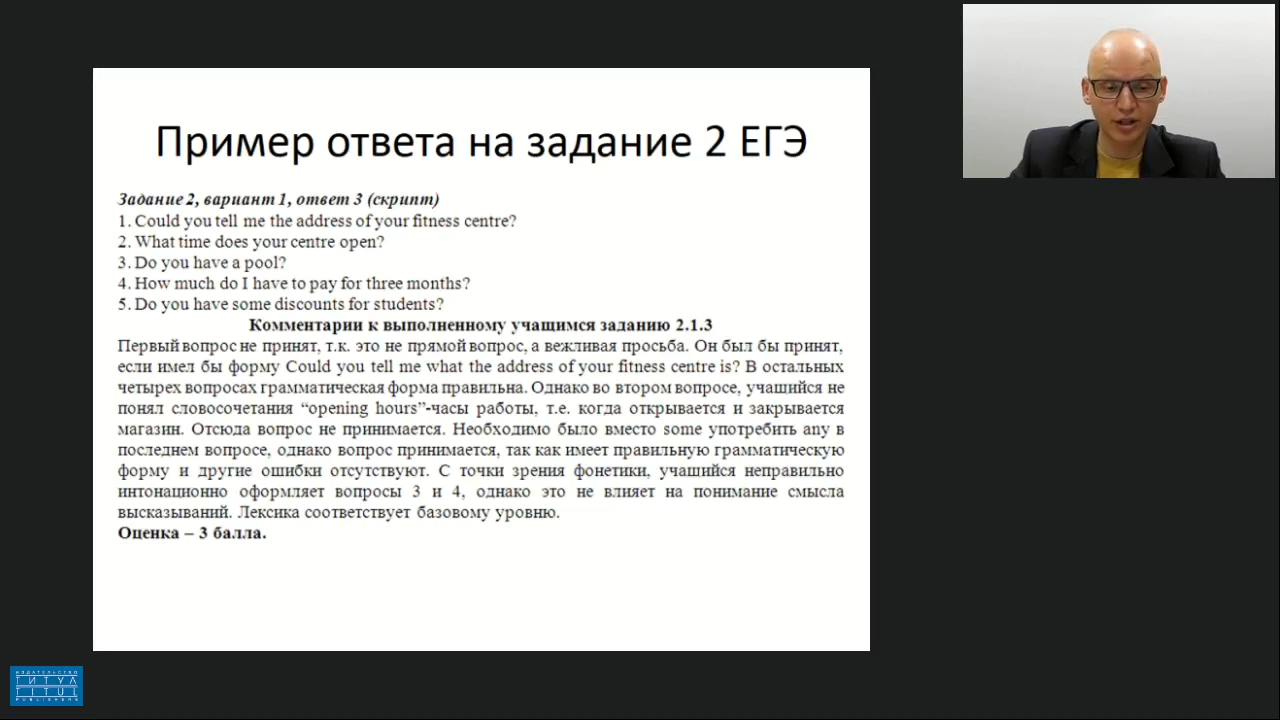 Пример ответа на задание 2 ЕГЭ
Задание 2, вариант 1, ответ 3 (скрипт)
1. Could you tell me the address of your fitness centre?
2. What time does your centre open?
3. Do you have a pool?
4. How much do I have to pay for three months?
5. Do you have some discounts for students?
Комментарии к выполненному учащимся заданию 2.1.3
Первый вопрос не принят, т.к. это не прямой вопрос, а вежливая просьба. Он был бы принят,
если имел бы форму Could you tell me what the address of your fitness centre is? В остальных
четырех вопросах грамматическая форма правильна. Однако во втором вопросе, учащийся не
понял словосочетания “opening hours”-часы работы, т.е. когда открывается и закрывается
магазин. Отсюда вопрос не принимается. Необходимо было вместо some употребить any в
последнем вопросе, однако вопрос принимается, так как имеет правильную грамматическую
форму и другие ошибки отсутствуют. С точки зрения фонетики, учащийся неправильно
интонационно оформляет вопросы 3 и 4, однако это не влияет на понимание смысла
высказываний. Лексика соответствует базовому уровню.
Оценка – 3 балла.
ИЗДАТЕЛЬСТВО
ТИТУЛ
TITUL
PUBLISHERS